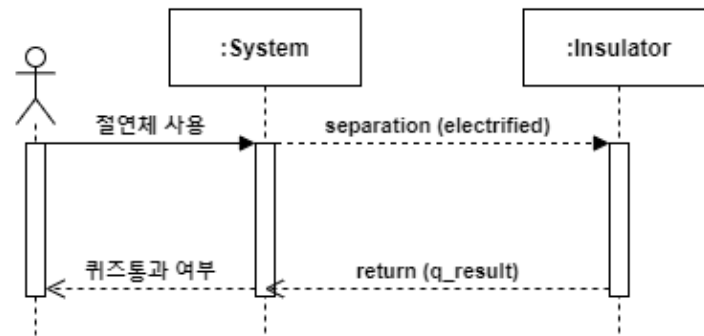 :System
:Insulator
절연체 사용
separation (electrified)
퀴즈통과 여부
return (q_result)